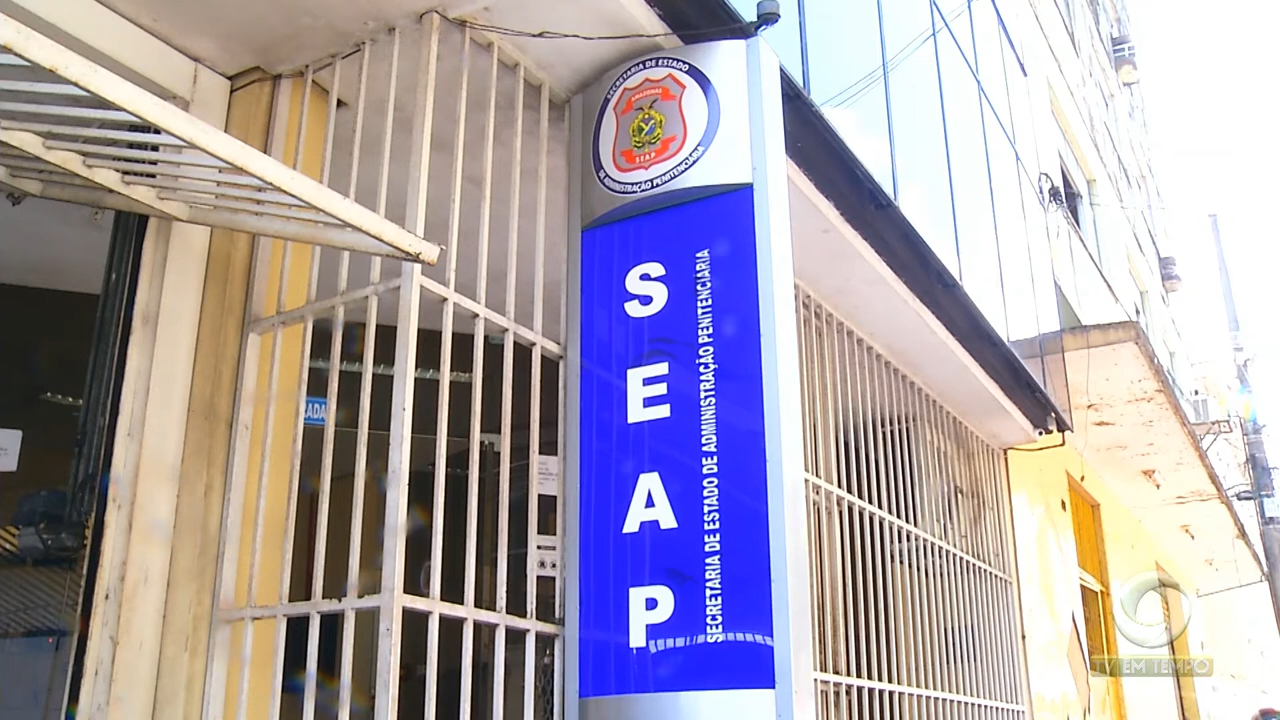 SECRETARIA DE ESTADO
AMAZONAS
SEAP
DE ADMINISTRAÇÃO PENITENCIÁRIA
SEAP
SECRETARIA DE ESTADO DE ADMINISTRAÇÃO PENITENCIÁRIA
TV EM TEMPO